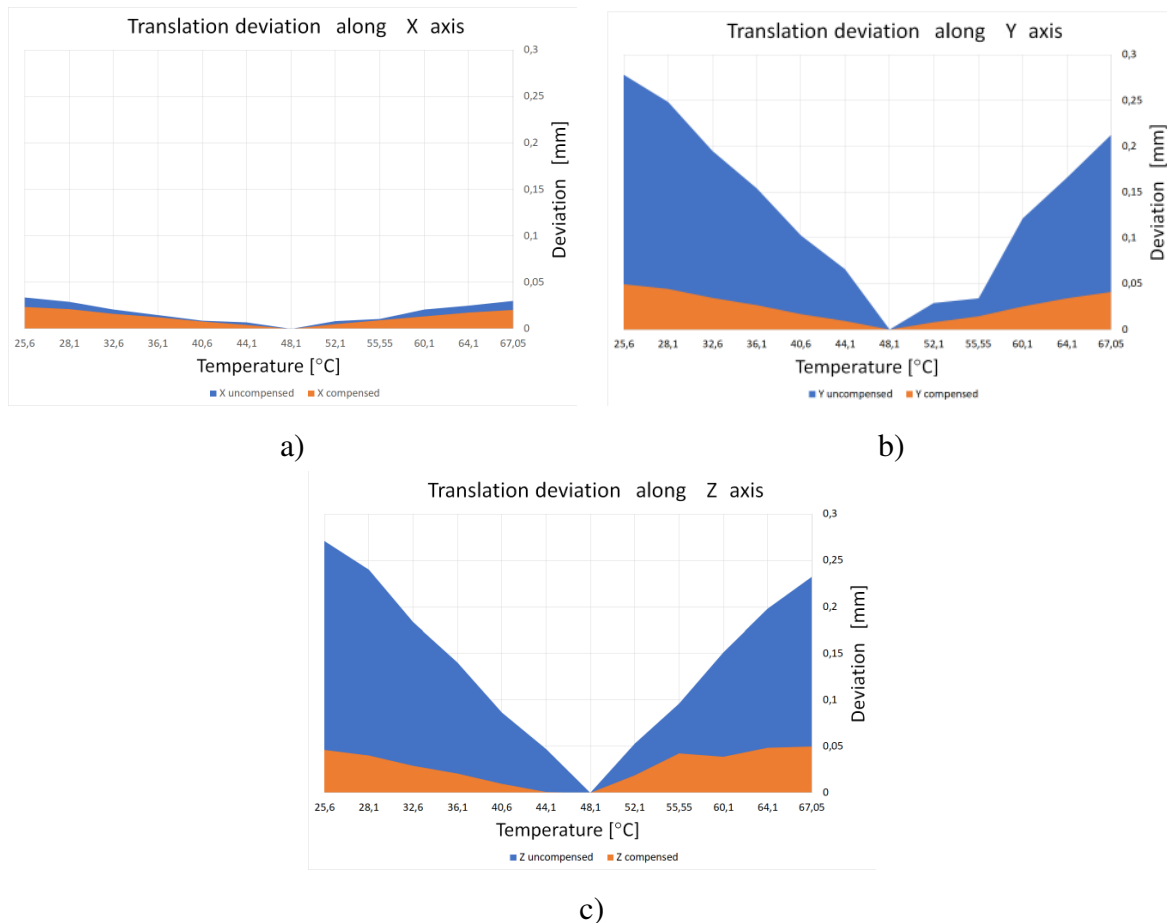 Translation deviation along X axis
0,3
0,25
0,2
0,15
0,1
0,05
0
Deviation [mm]
25,6 28,1 32,6 36,1 40,6 44,1 48,1 52,1 55,55 60,1 64,1 67,05
Temperature [°C]
X uncompensed X compensed
a)
Translation deviation along Y axis
0,3
0,25
0,2
0,15
0,1
0,05
0
Deviation [mm]
25,6 28,1 32,6 36,1 40,6 44,1 48,1 52,1 55,55 60,1 64,1 67,05
Temperature [°C]
Y uncompensed Y compensed
b)
Translation deviation along Z axis
0,3
0,25
0,2
0,15
0,1
0,05
0
Deviation [mm]
25,6 28,1 32,6 36,1 40,6 44,1 48,1 52,1 55,55 60,1 64,1 67,05
Temperature [°C]
Z uncompensed Z compensed
c)